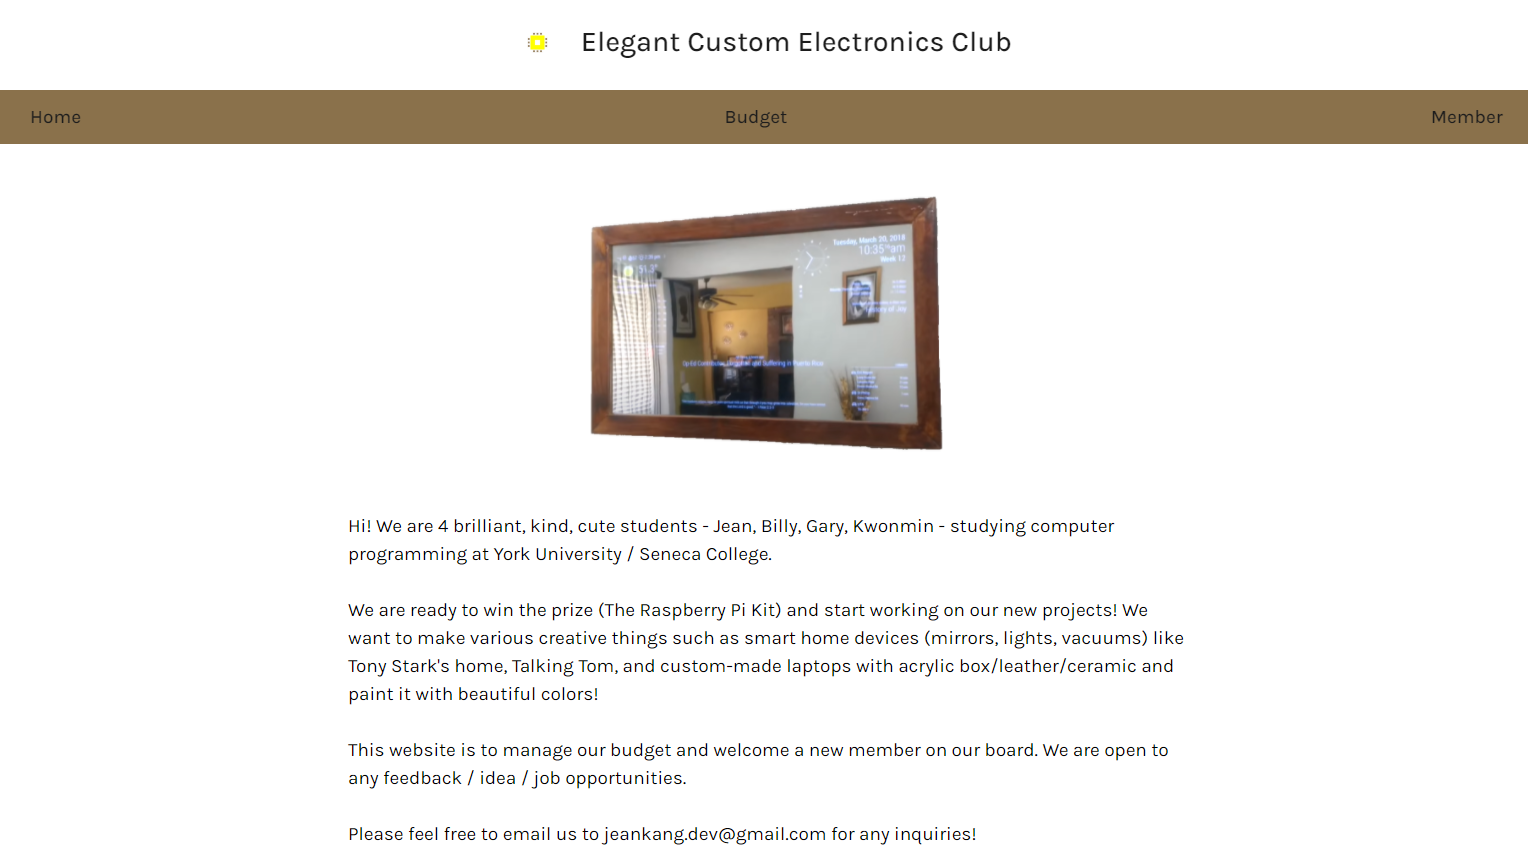 Elegant Custom Electronics Club
Home
Budget
Member
Tuesday, March 20, 2018
10:35 am
Week 12
Hi! We are 4 brilliant, kind, cute students - Jean, Billy, Gary, Kwonmin - studying computer
programming at York University / Seneca College.
We are ready to win the prize (The Raspberry Pi Kit) and start working on our new projects! We
want to make various creative things such as smart home devices (mirrors, lights, vacuums) like
Tony Stark's home, Talking Tom, and custom-made laptops with acrylic box/leather/ceramic and
paint it with beautiful colors!
This website is to manage our budget and welcome a new member on our board. We are open to
any feedback / idea / job opportunities.
Please feel free to email us to jeankang.dev@gmail.com for any inquiries!